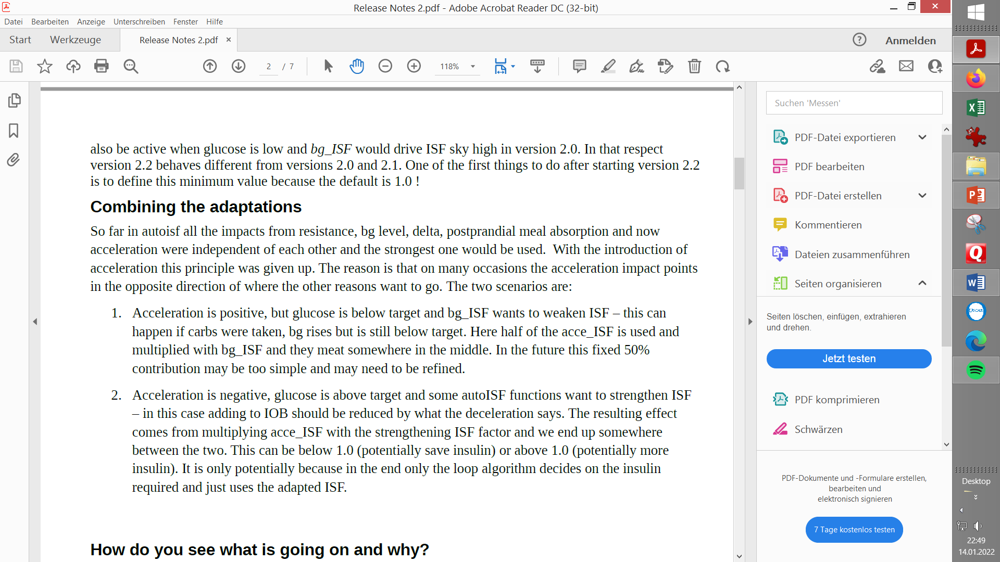 Release Notes 2.pdf - Adobe Acrobat Reader DC (32-bit)
Datei Bearbeiten Anzeige Unterschreiben Fenster Hilfe
Start Werkzeuge Release Notes 2.pdf × ? Anmelden
2 / 7 118%
also be active when glucose is low and bg_ISF would drive ISF sky high in version 2.0. In that respect
version 2.2 behaves different from versions 2.0 and 2.1. One of the first things to do after starting version 2.2
is to define this minimum value because the default is 1.0 !
Combining the adaptations
So far in autoisf all the impacts from resistance, bg level, delta, postprandial meal absorption and now
acceleration were independent of each other and the strongest one would be used.  With the introduction of
acceleration this principle was given up. The reason is that on many occasions the acceleration impact points
in the opposite direction of where the other reasons want to go. The two scenarios are:
1. Acceleration is positive, but glucose is below target and bg_ISF wants to weaken ISF – this can
happen if carbs were taken, bg rises but is still below target. Here half of the acce_ISF is used and
multiplied with bg_ISF and they meat somewhere in the middle. In the future this fixed 50%
contribution may be too simple and may need to be refined.
2. Acceleration is negative, glucose is above target and some autoISF functions want to strengthen ISF
– in this case adding to IOB should be reduced by what the deceleration says. The resulting effect
comes from multiplying acce_ISF with the strengthening ISF factor and we end up somewhere
between the two. This can be below 1.0 (potentially save insulin) or above 1.0 (potentially more
insulin). It is only potentially because in the end only the loop algorithm decides on the insulin
required and just uses the adapted ISF.
How do you see what is going on and why?
Suchen 'Messen'
PDF-Datei exportieren
PDF bearbeiten
PDF-Datei erstellen
Kommentieren
Dateien zusammenführen
Seiten organisieren
Seiten löschen, einfügen, extrahieren
und drehen.
Jetzt testen
PDF komprimieren
Schwärzen
PDF-Dokumente und -Formulare erstellen,
bearbeiten und
elektronisch signieren
7 Tage kostenlos testen
X
P
Q
W
USCAR
Desktop
22:49
14.01.2022